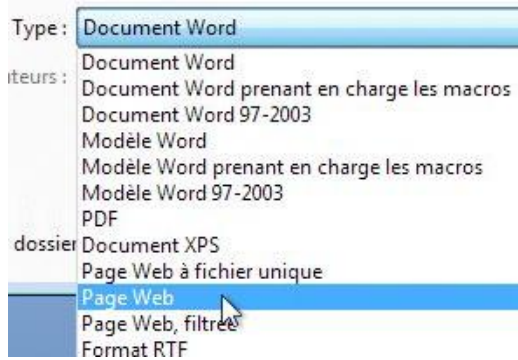 Type : Document Word
Document Word
teurs :
Document Word prenant en charge les macros
Document Word 97-2003
Modèle Word
Modèle Word prenant en charge les macros
Modèle Word 97-2003
PDF
dossier
Document XPS
Page Web à fichier unique
Page Web
Page Web, filtrée
Format RTF